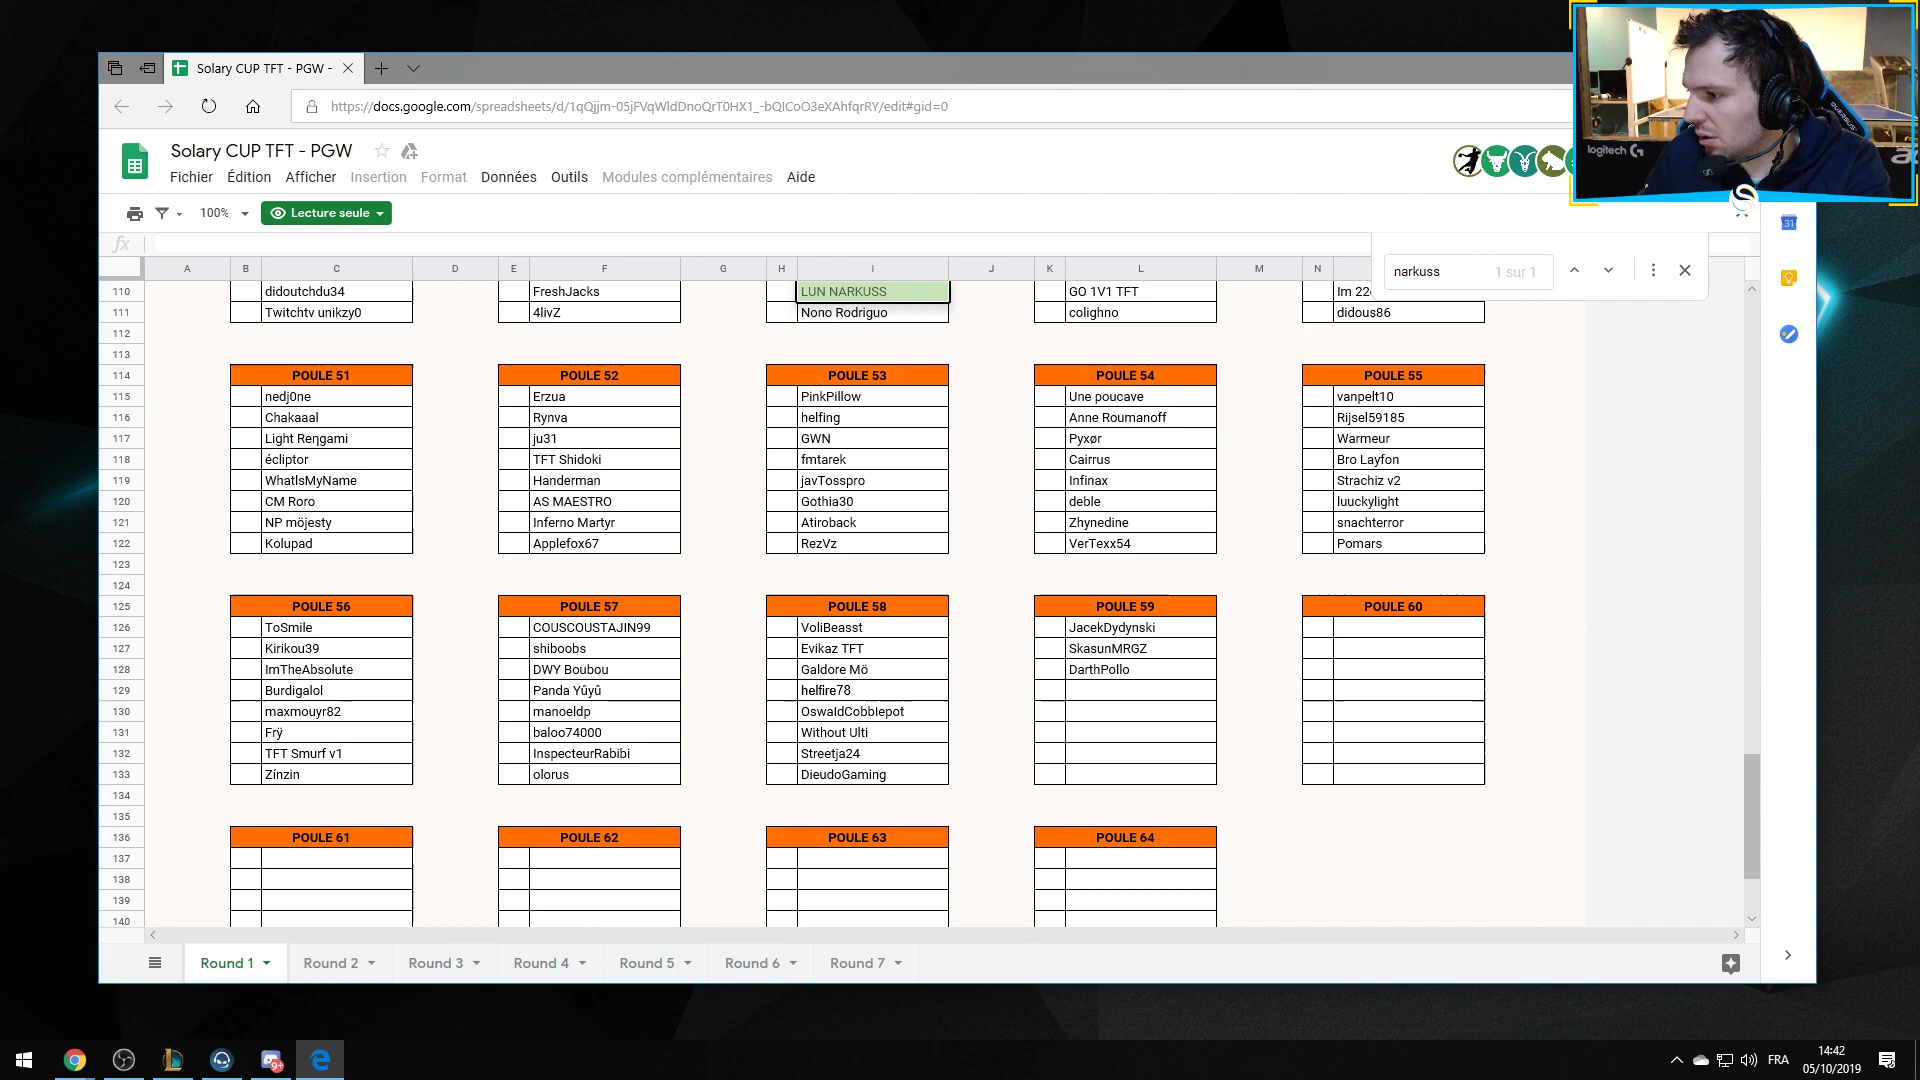 Solary CUP TFT - PGW -
https://docs.google.com/spreadsheets/d/1qQjjm-05jFVqWldDnoQrT0HX1_-bQICoO3eXAhfqrRY/edit#gid=0
Solary CUP TFT - PGW
Fichier Édition Afficher Insertion Format Données Outils Modules complémentaires Aide
100% Lecture seule
fx
narkuss 1 sur 1
A B C D E F G H I J K L M N
110 didoutchdu34 FreshJacks LUN NARKUSS GO 1V1 TFT
111 Twitchtv unikzy0 4livZ Nono Rodriguo colighno didous86
112
113
114 POULE 51 POULE 52 POULE 53 POULE 54 POULE 55
115 nedj0ne Erzua PinkPillow Une poucave vanpelt10
116 Chakaaal Rynva helfing Anne Roumanoff Rijsel59185
117 Light Reηgami ju31 GWN Pyxør Warmeur
118 écliptor TFT Shidoki fmtarek Cairrus Bro Layfon
119 WhatIsMyName Handerman javTosspro Infinax Strachiz v2
120 CM Roro AS MAESTRO Gothia30 deble luuckylight
121 NP möjesty Inferno Martyr Atiroback Zhynedine snachterror
122 Kolupad Applefox67 RezVz VerTexx54 Pomars
123
124
125 POULE 56 POULE 57 POULE 58 POULE 59 POULE 60
126 ToSmile COUSCOUSTAJIN99 VoliBeasst JacekDydynski
127 Kirikou39 shiboobs Evikaz TFT SkasunMRGZ
128 ImTheAbsolute DWY Boubou Galdore Mö DarthPollo
129 Burdigalol Panda Yûyû helfire78
130 maxmouyr82 manoeldp OswaldCobbIepot
131 Frÿ baloo74000 Without Ulti
132 TFT Smurf v1 InspecteurRabibi Streetja24
133 Zínzin olorus DieudoGaming
134
135
136 POULE 61 POULE 62 POULE 63 POULE 64
137
138
139
140
Round 1 Round 2 Round 3 Round 4 Round 5 Round 6 Round 7
logitech G
31
9+
FRA
14:42
05/10/2019